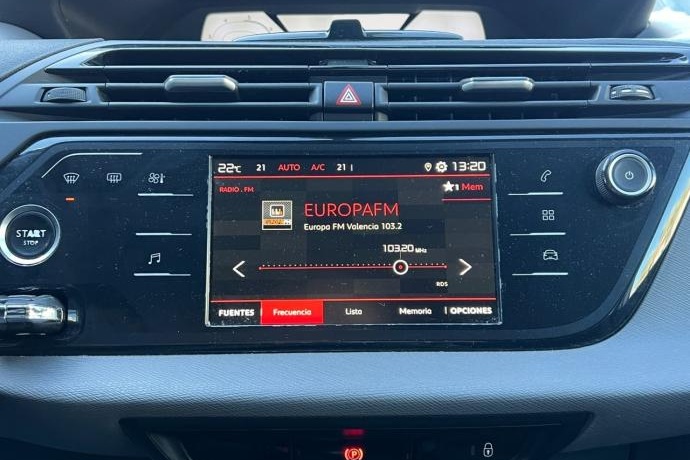 22°C 21 AUTO A/C 21 13:20
RADIO . FM
1 Mem
EUROPAFM
Europa FM Valencia 103.2
103.20 MHz
RDS
FUENTES Frecuencia Lista Memoria OPCIONES
START
STOP